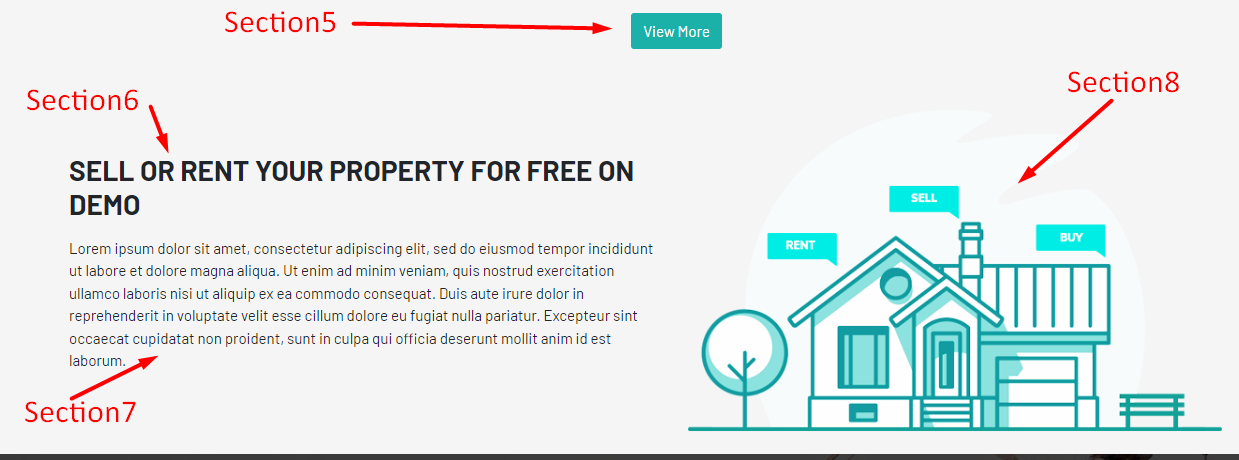 Section5
View More
Section8
Section6
SELL OR RENT YOUR PROPERTY FOR FREE ON
DEMO
Lorem ipsum dolor sit amet, consectetur adipiscing elit, sed do eiusmod tempor incididunt
ut labore et dolore magna aliqua. Ut enim ad minim veniam, quis nostrud exercitation
ullamco laboris nisi ut aliquip ex ea commodo consequat. Duis aute irure dolor in
reprehenderit in voluptate velit esse cillum dolore eu fugiat nulla pariatur. Excepteur sint
occaecat cupidatat non proident, sunt in culpa qui officia deserunt mollit anim id est
laborum.
Section7
SELL
RENT
BUY